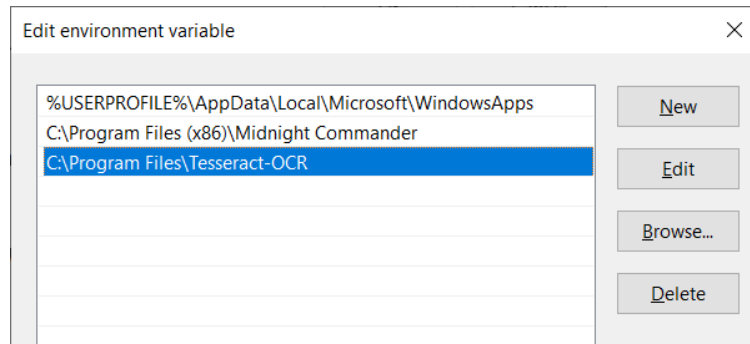 Edit environment variable
%USERPROFILE%\AppData\Local\Microsoft\WindowsApps
C:\Program Files (x86)\Midnight Commander
C:\Program Files\Tesseract-OCR
New
Edit
Browse...
Delete